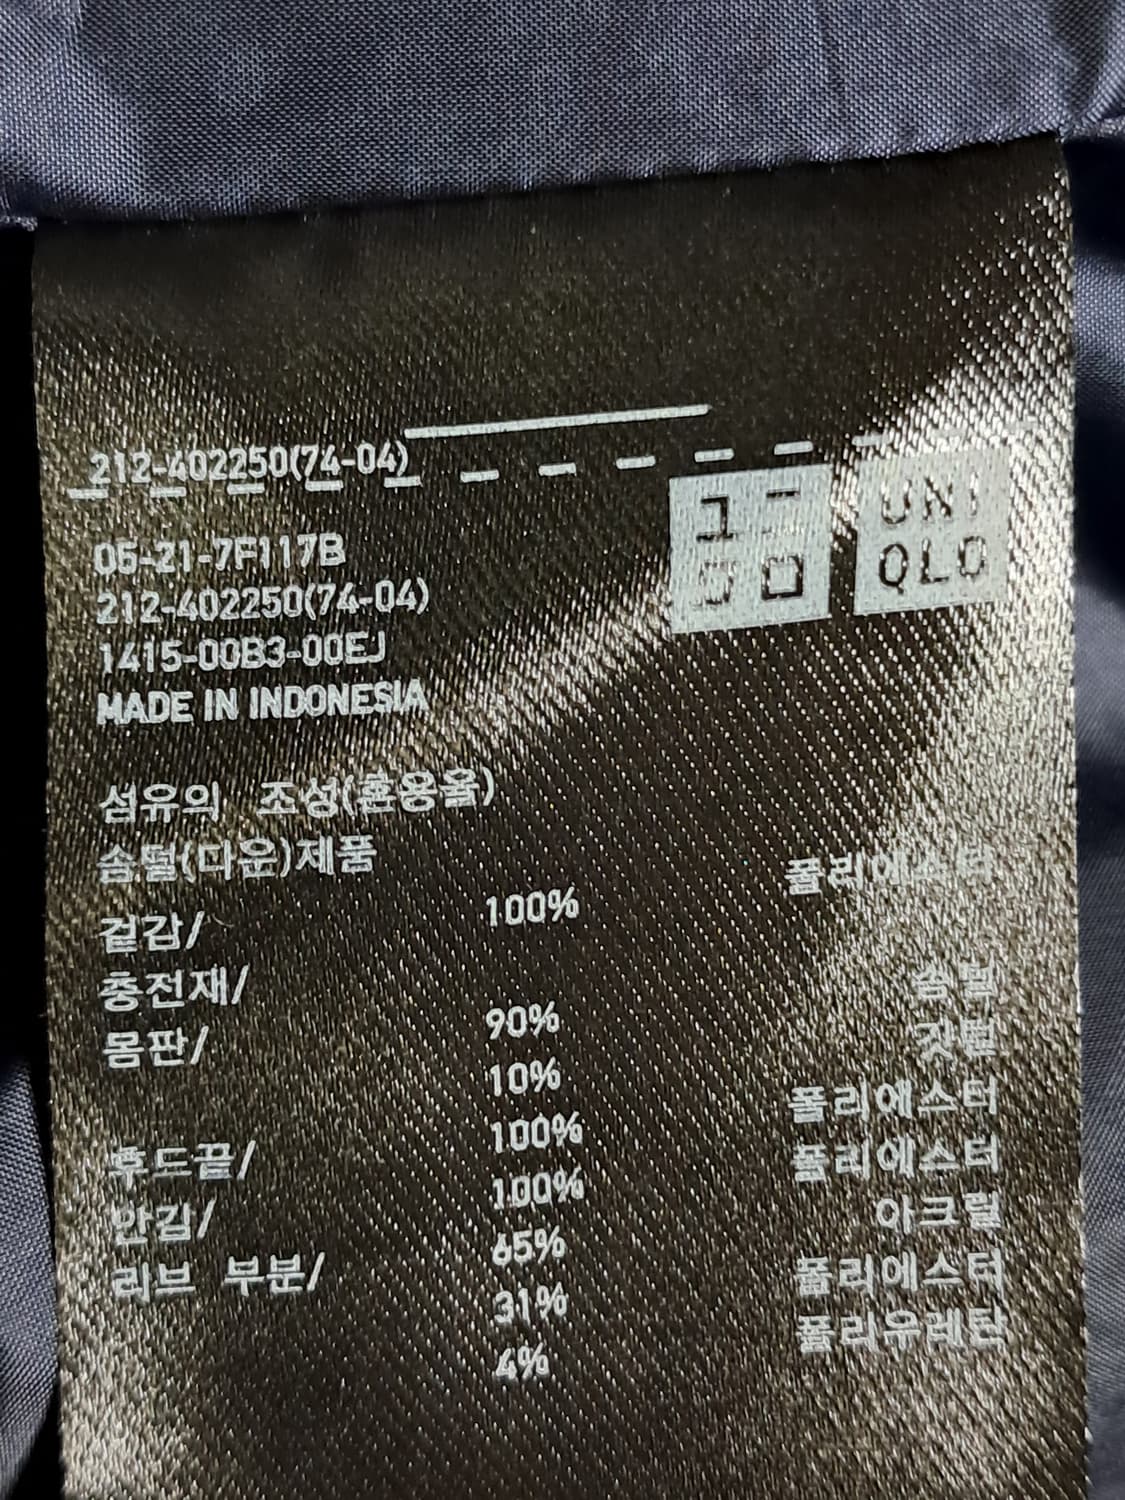 212-402250(74-04)
ユニ UNI
クロ QLO
05-21-7F117B
212-402250(74-04)
1415-00B3-00EJ
MADE IN INDONESIA
섬유의 조성(혼용율)
솜털(다운)제품
겉감/ 100% 폴리에스터
충전재/
몸판/ 90% 솜털
10% 깃털
후드끝/ 100% 폴리에스터
안감/ 100% 폴리에스터
리브 부분/ 65% 아크릴
31% 폴리에스터
4% 폴리우레탄